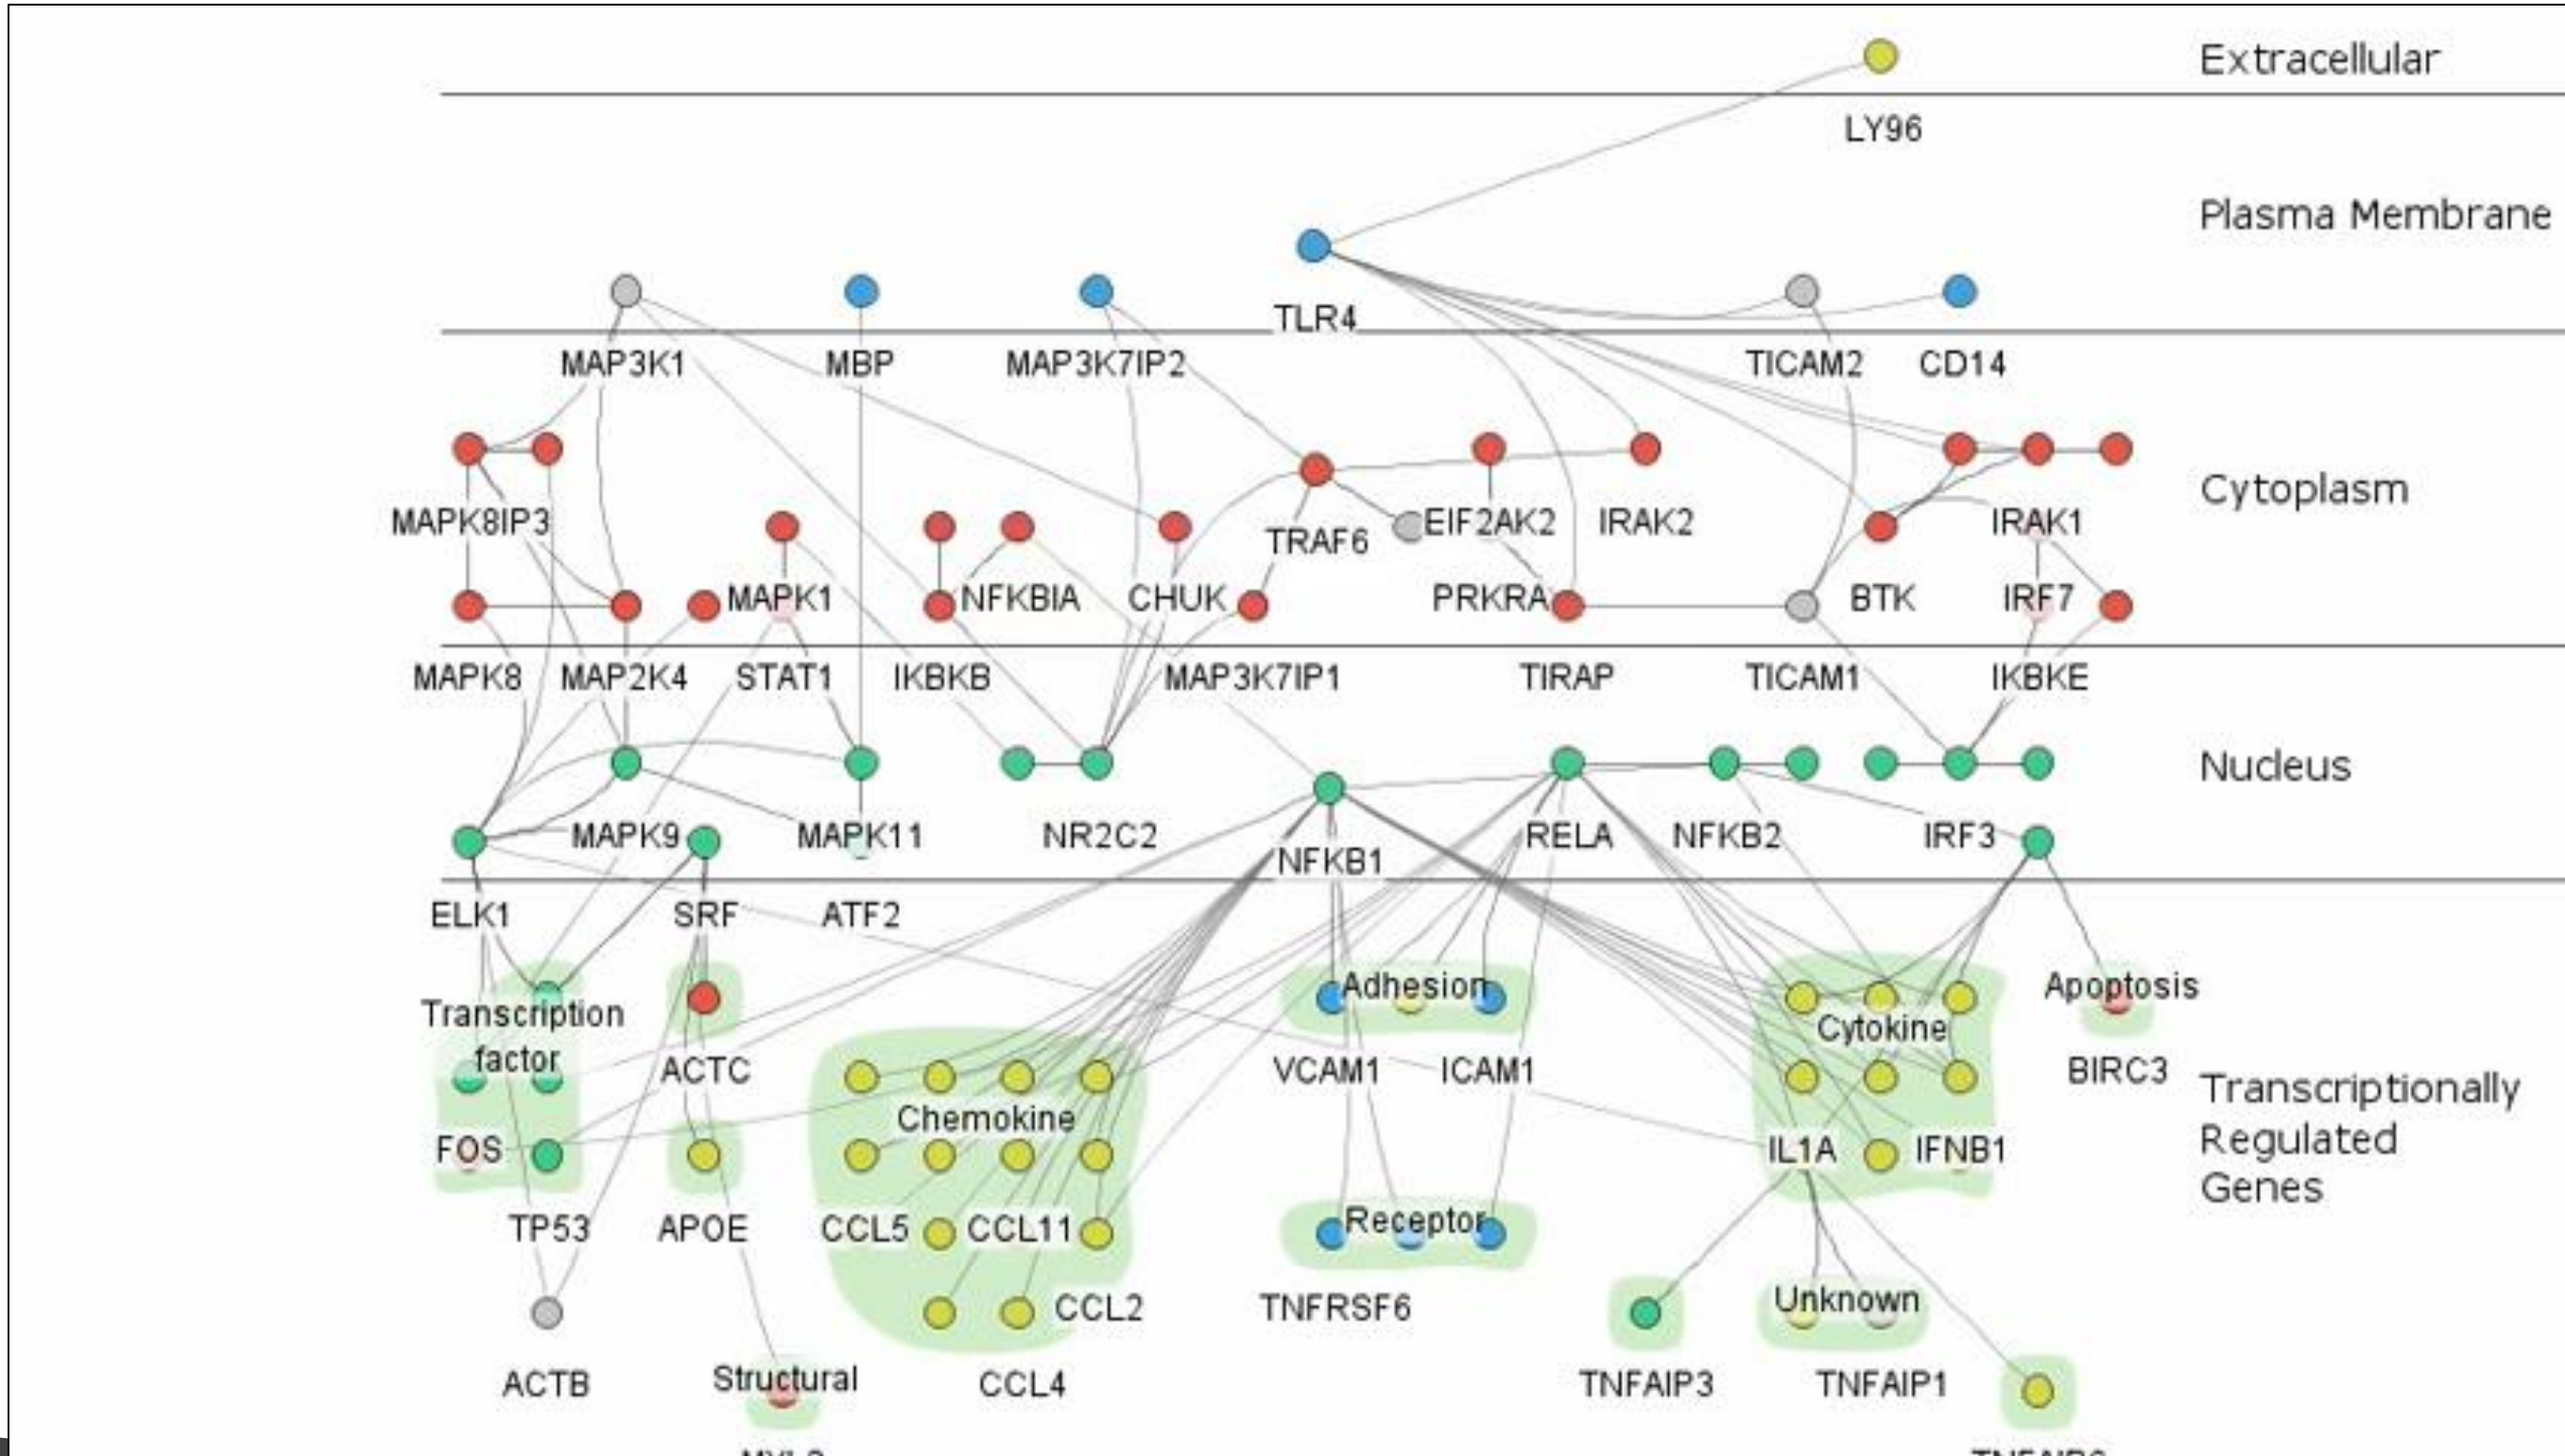 Extracellular
LY96
Plasma Membrane
TLR4
MAP3K1
MBP
MAP3K7IP2
TICAM2
CD14
Cytoplasm
MAPK8IP3
EIF2AK2
IRAK2
IRAK1
TRAF6
MAPK1
NFKBIA
CHUK
PRKRA
BTK
IRF7
MAPK8
MAP2K4
STAT1
IKBKB
MAP3K7IP1
TIRAP
TICAM1
IKBKE
Nucleus
MAPK9
MAPK11
NR2C2
RELA
NFKB2
IRF3
NFKB1
ELK1
SRF
ATF2
Adhesion
Apoptosis
Transcription
factor
Cytokine
ACTC
VCAM1
ICAM1
BIRC3
Transcriptionally
Regulated
Genes
Chemokine
FOS
IL1A
IFNB1
TP53
APOE
CCL5
CCL11
Receptor
CCL2
TNFRSF6
Unknown
ACTB
Structural
CCL4
TNFAIP3
TNFAIP1